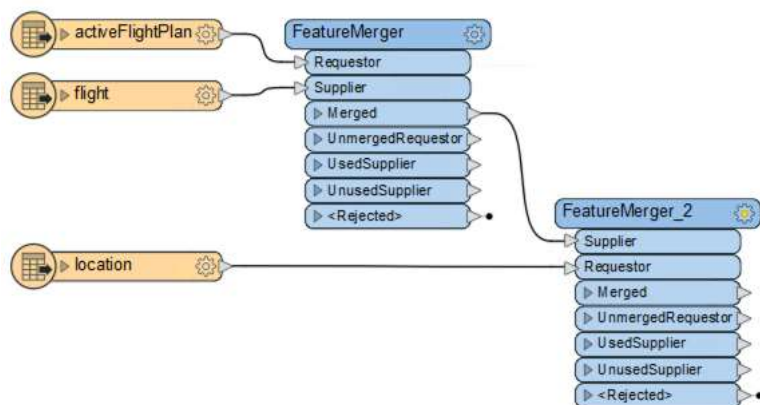 activeFlightPlan
flight
FeatureMerger
Requestor
Supplier
Merged
UnmergedRequestor
UsedSupplier
UnusedSupplier
<Rejected>
location
FeatureMerger_2
Supplier
Requestor
Merged
UnmergedRequestor
UsedSupplier
UnusedSupplier
<Rejected>